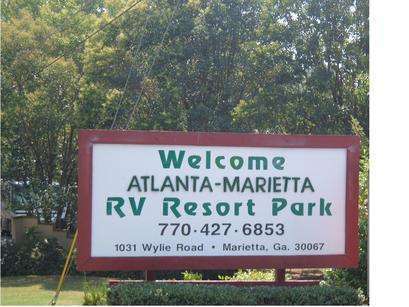 Welcome
ATLANTA-MARIETTA
RV Resort Park
770·427·6853
1031 Wylie Road • Marietta, Ga. 30067